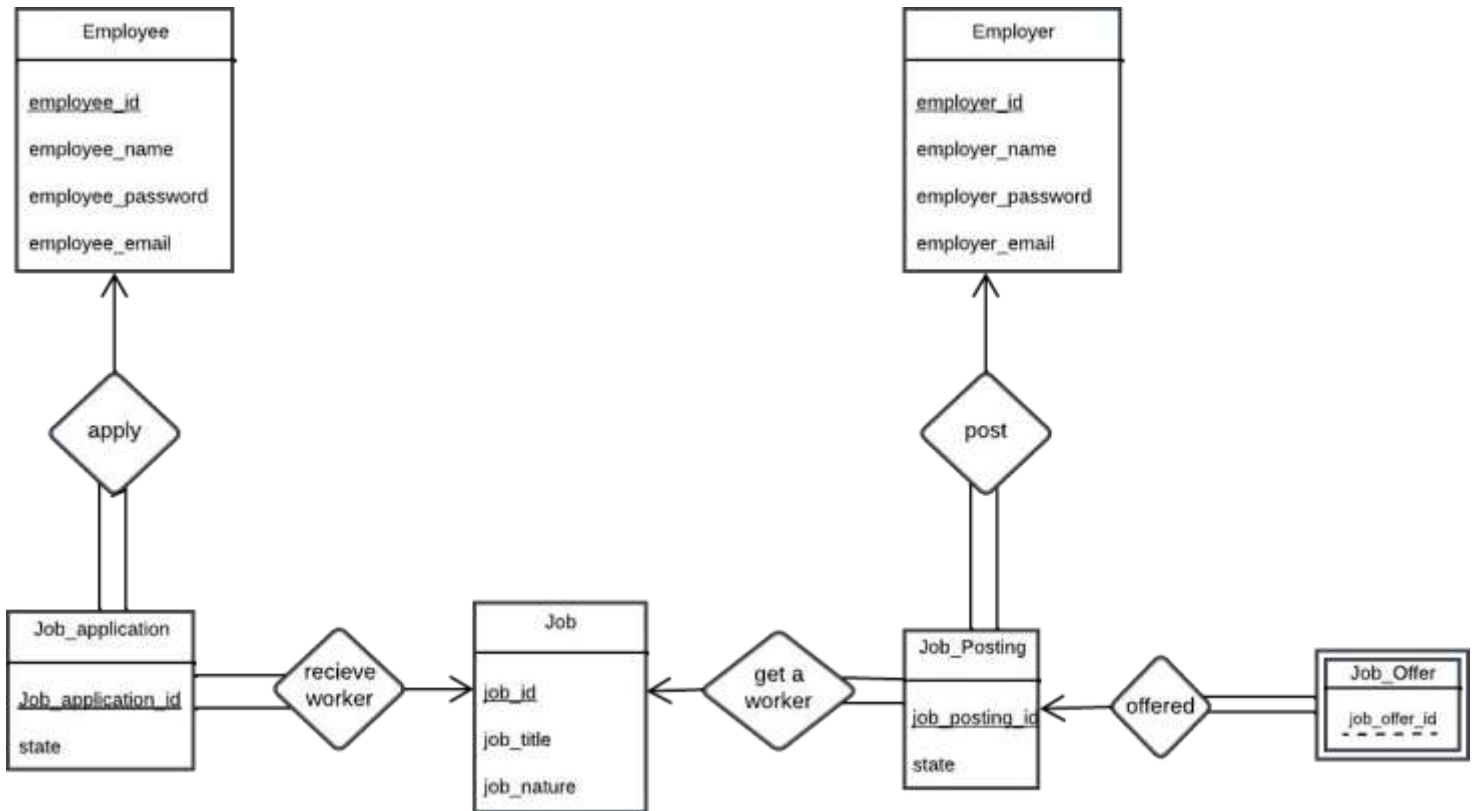 Employee
employee_id
employee_name
employee_password
employee_email
Employer
employer_id
employer_name
employer_password
employer_email
apply
post
Job_application
Job_application_id
state
recieve
worker
Job
job_id
job_title
job_nature
get a
worker
Job_Posting
job_posting_id
state
offered
Job_Offer
job_offer_id